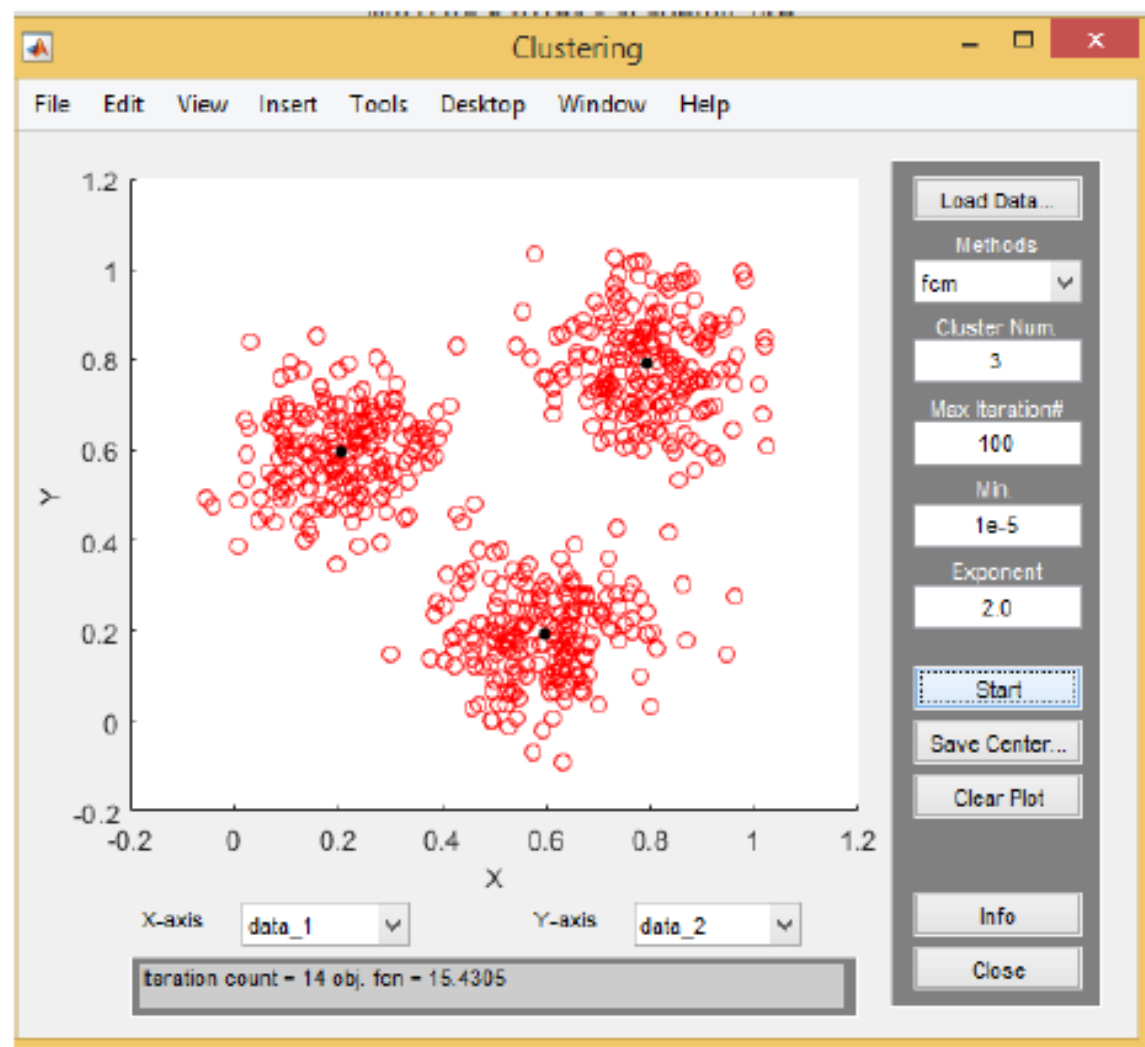 Clustering
File Edit View Insert Tools Desktop Window Help
1.2
1
0.8
0.6
0.4
0.2
0
-0.2
Y
-0.2 0 0.2 0.4 0.6 0.8 1 1.2
X
X-axis data_1 Y-axis data_2
Iteration count = 14 obj. fcn = 15.4305
Load Data...
Methods
fcm
Cluster Num.
3
Max Iteration#
100
Min.
1e-5
Exponent
2.0
Start
Save Center...
Clear Plot
Info
Close